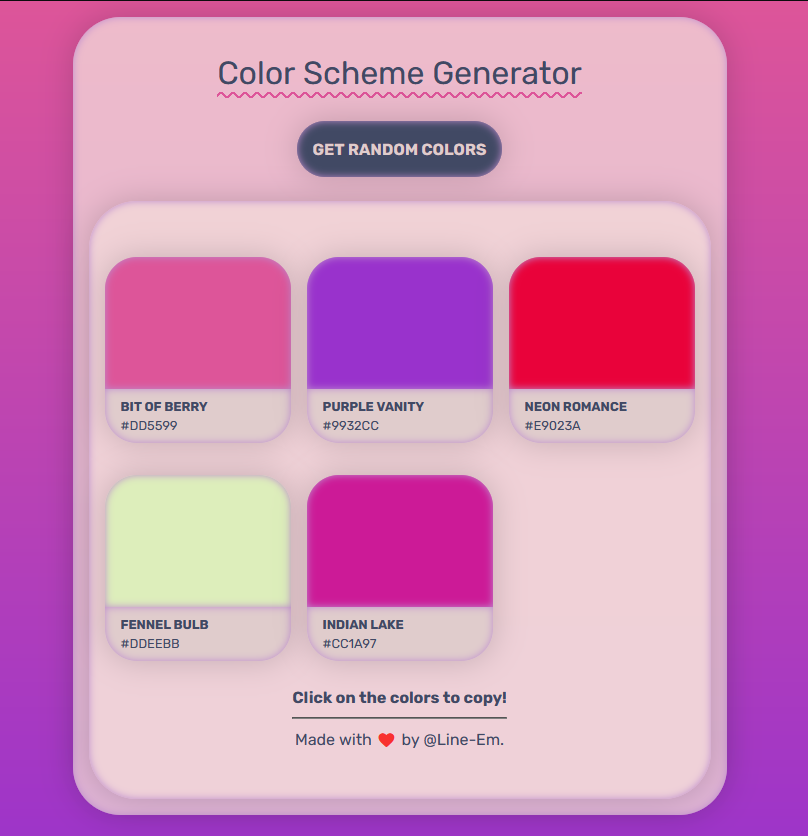 Color Scheme Generator
GET RANDOM COLORS
BIT OF BERRY
#DD5599
PURPLE VANITY
#9932CC
NEON ROMANCE
#E9023A
FENNEL BULB
#DDEEBB
INDIAN LAKE
#CC1A97
Click on the colors to copy!
Made with ❤️ by @Line-Em.